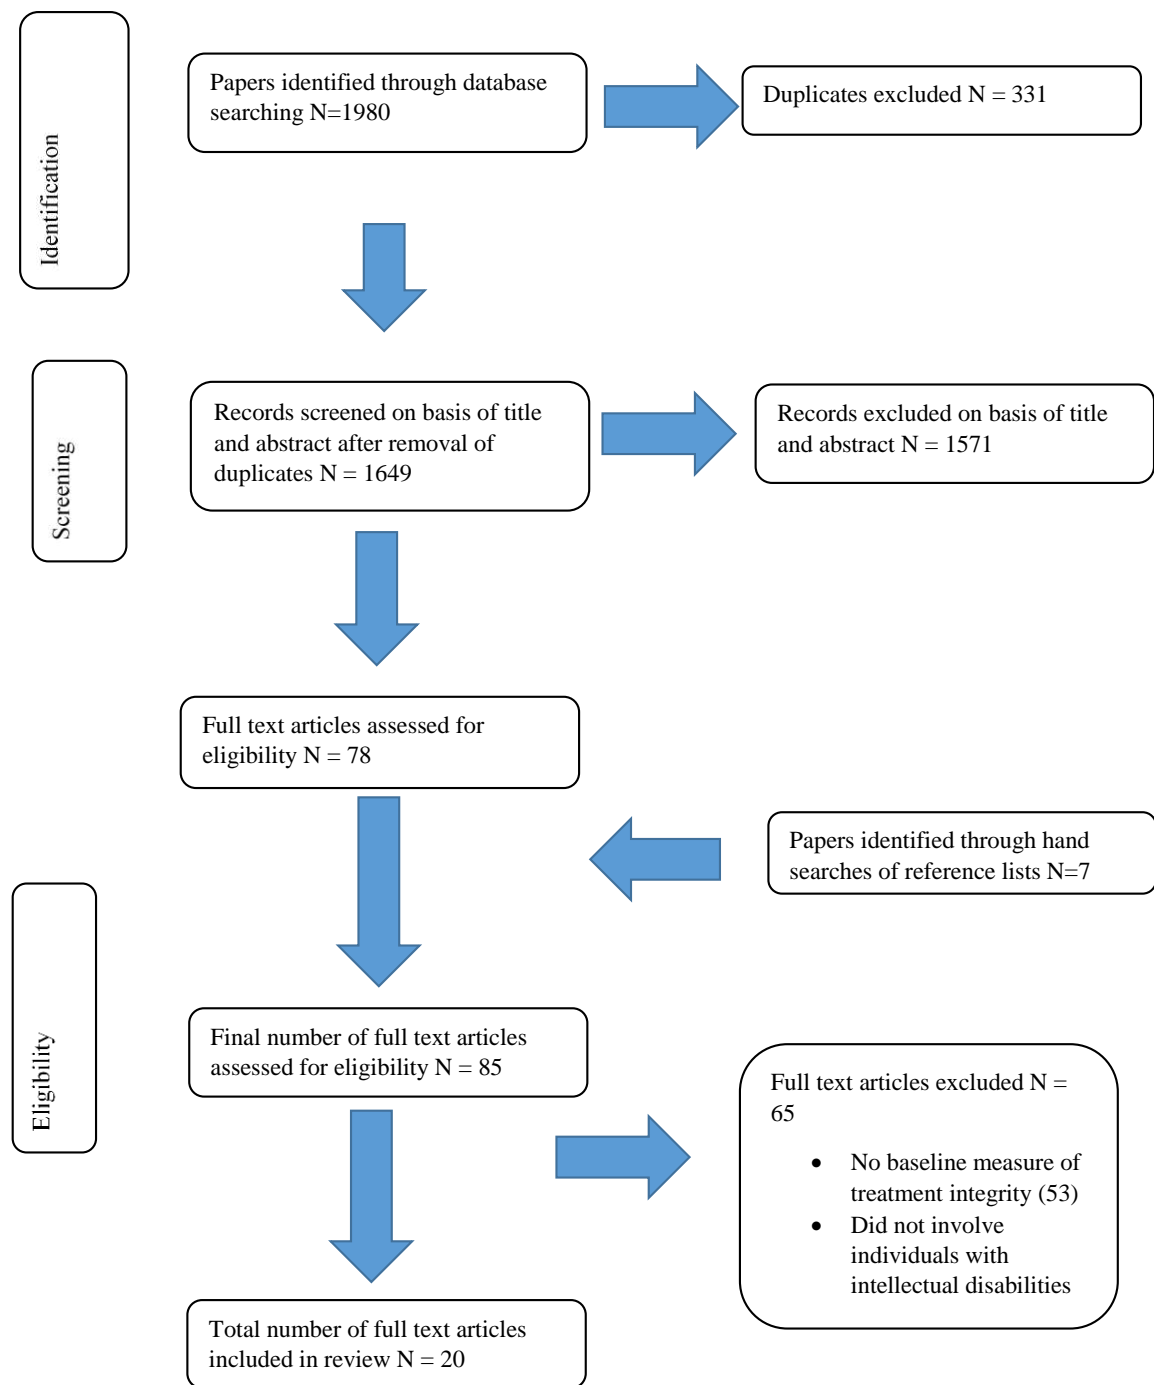 Identification
Papers identified through database
searching N=1980
Duplicates excluded N = 331
Screening
Records screened on basis of title
and abstract after removal of
duplicates N = 1649
Records excluded on basis of title
and abstract N = 1571
Full text articles assessed for
eligibility N = 78
Papers identified through hand
searches of reference lists N=7
Eligibility
Final number of full text articles
assessed for eligibility N = 85
Full text articles excluded N =
65
• No baseline measure of
treatment integrity (53)
• Did not involve
individuals with
intellectual disabilities
Total number of full text articles
included in review N = 20